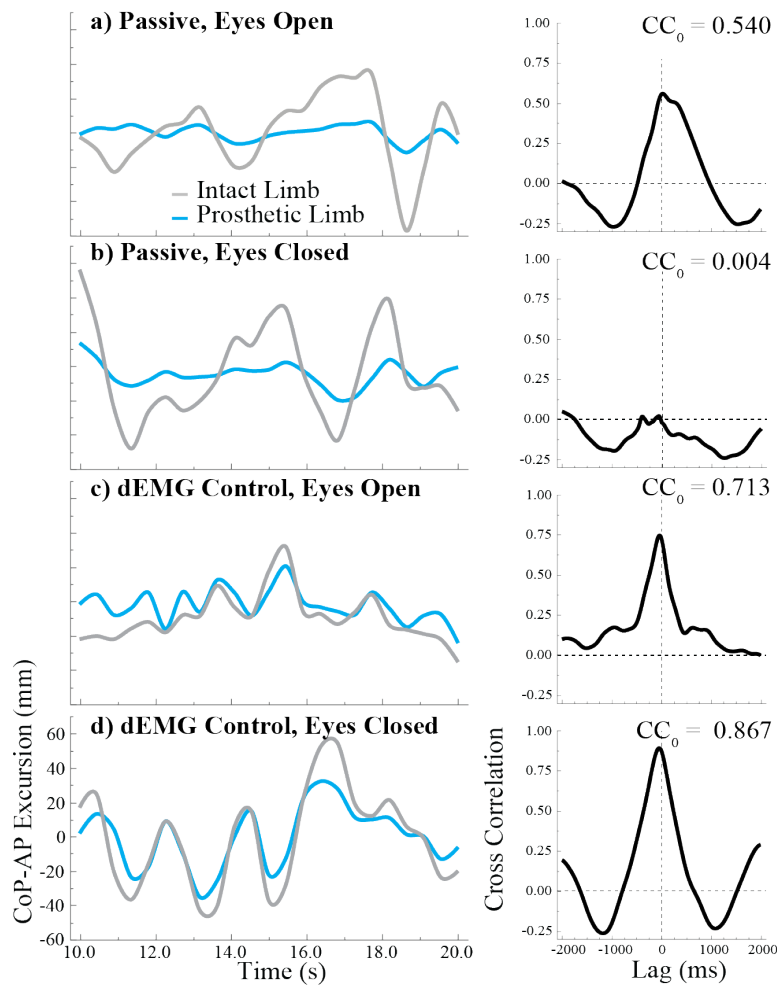 a) Passive, Eyes Open
Intact Limb
Prosthetic Limb
CC0 = 0.540
1.00
0.75
0.50
0.25
0.00
-0.25
b) Passive, Eyes Closed
CC0 = 0.004
1.00
0.75
0.50
0.25
0.00
-0.25
c) dEMG Control, Eyes Open
CC0 = 0.713
1.00
0.75
0.50
0.25
0.00
-0.25
d) dEMG Control, Eyes Closed
CoP-AP Excursion (mm)
60
40
20
0
-20
-40
-60
10.0 12.0 14.0 16.0 18.0 20.0
Time (s)
CC0 = 0.867
Cross Correlation
1.00
0.75
0.50
0.25
0.00
-0.25
-2000 -1000 0 1000 2000
Lag (ms)